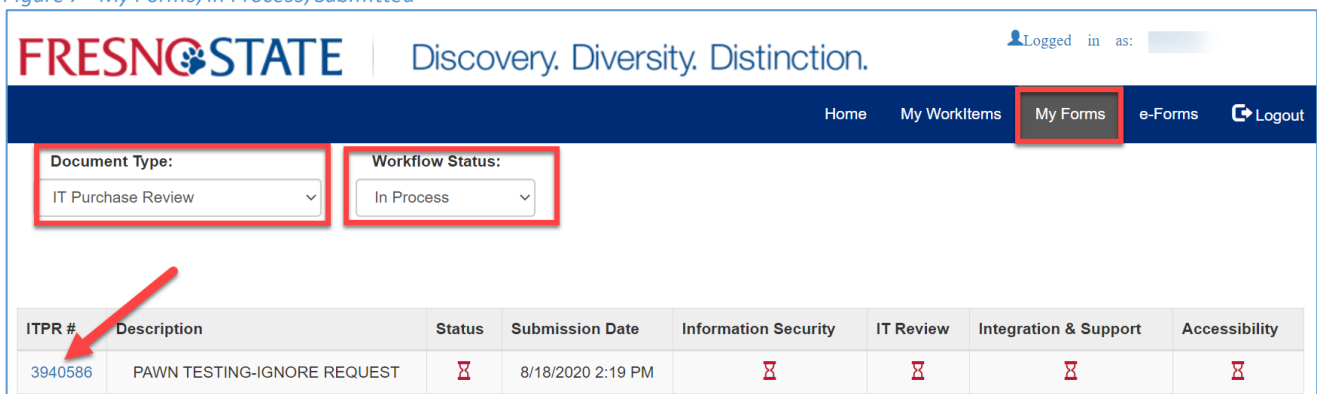 Figure 7 - My Forms, In Process, Submitted
FRESNO STATE Discovery. Diversity. Distinction. Logged in as:
Home My WorkItems My Forms e-Forms Logout
Document Type: Workflow Status:
IT Purchase Review In Process
ITPR # Description Status Submission Date Information Security IT Review Integration & Support Accessibility
3940586 PAWN TESTING-IGNORE REQUEST 8/18/2020 2:19 PM